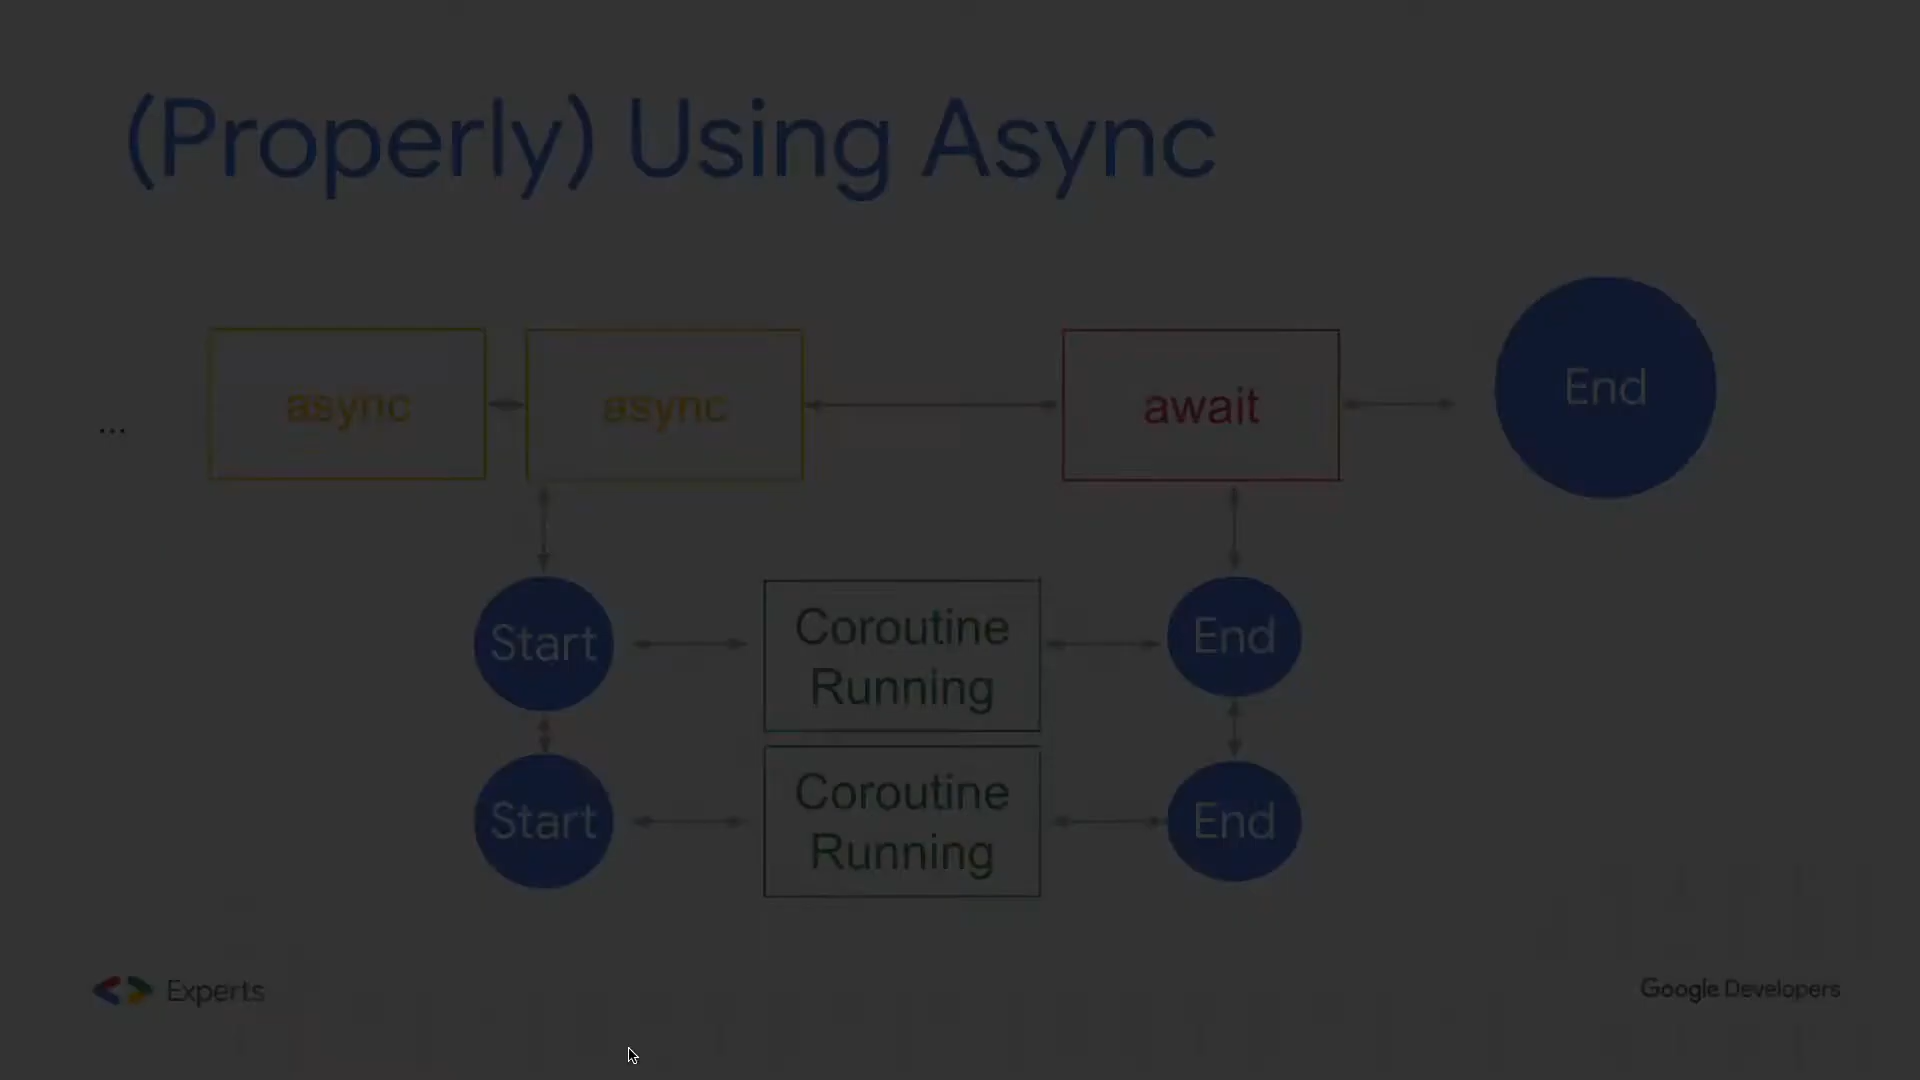 (Properly) Using Async
...
async
async
await
End
Start
Coroutine
Running
End
Start
Coroutine
Running
End
Experts
Google Developers